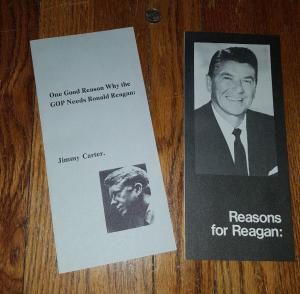 One Good Reason Why the
GOP Needs Ronald Reagan:
Jimmy Carter.
Reasons
for Reagan: